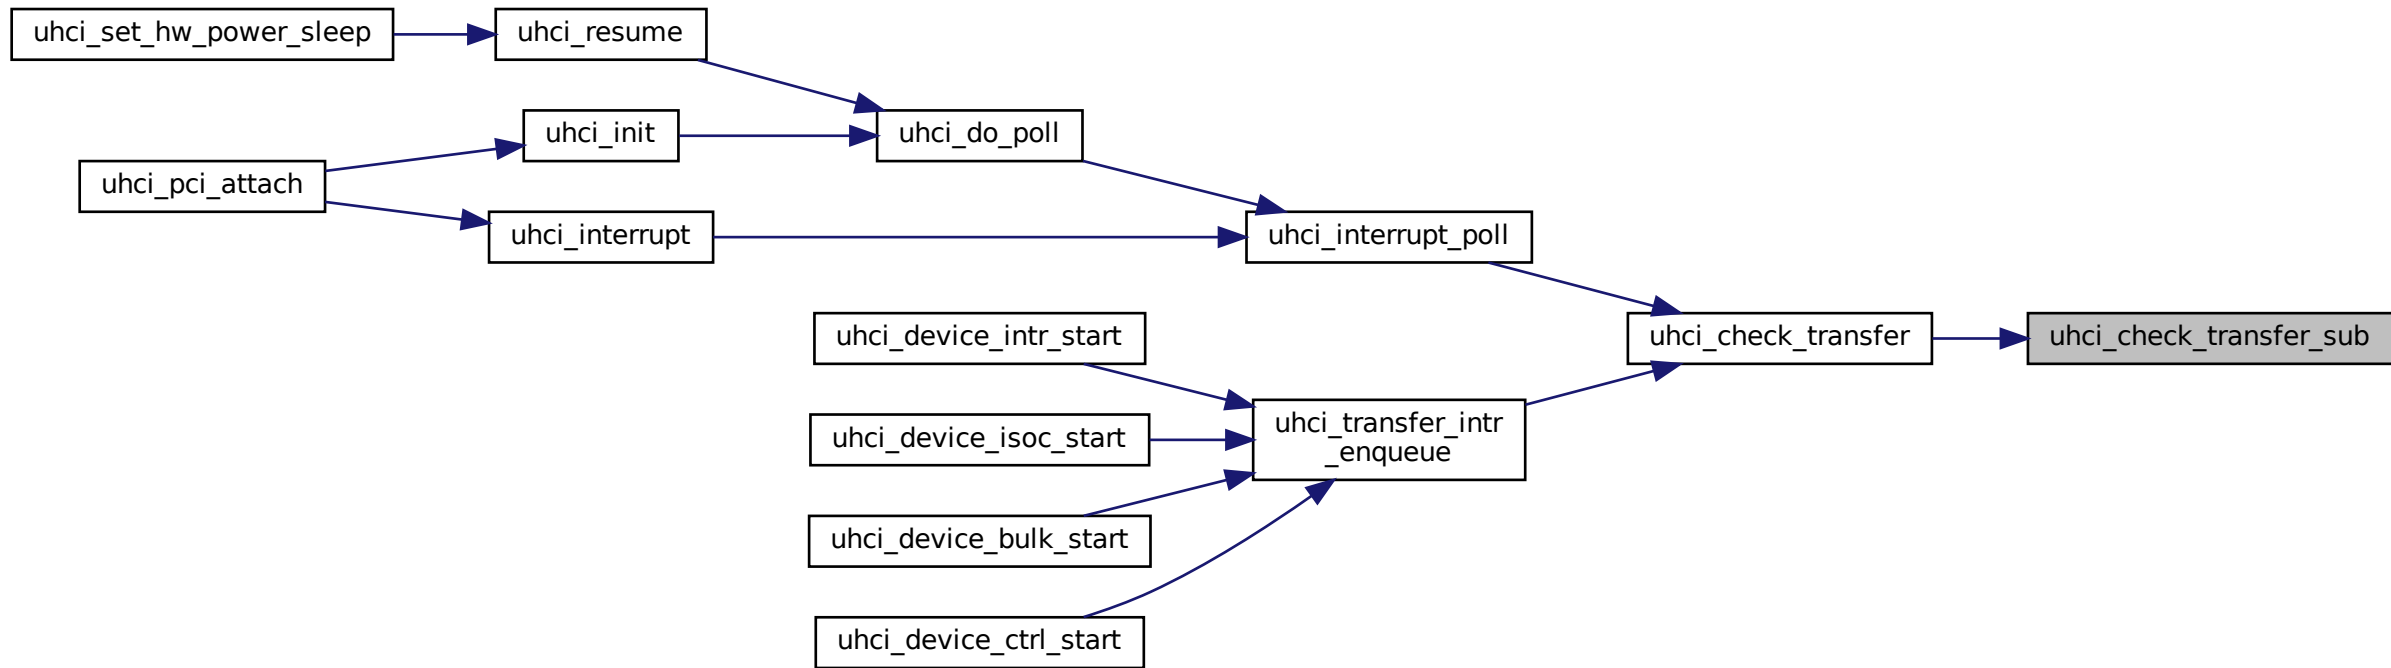 uhci_set_hw_power_sleep
uhci_resume
uhci_init
uhci_do_poll
uhci_pci_attach
uhci_interrupt
uhci_interrupt_poll
uhci_device_intr_start
uhci_check_transfer
uhci_check_transfer_sub
uhci_transfer_intr
_enqueue
uhci_device_isoc_start
uhci_device_bulk_start
uhci_device_ctrl_start